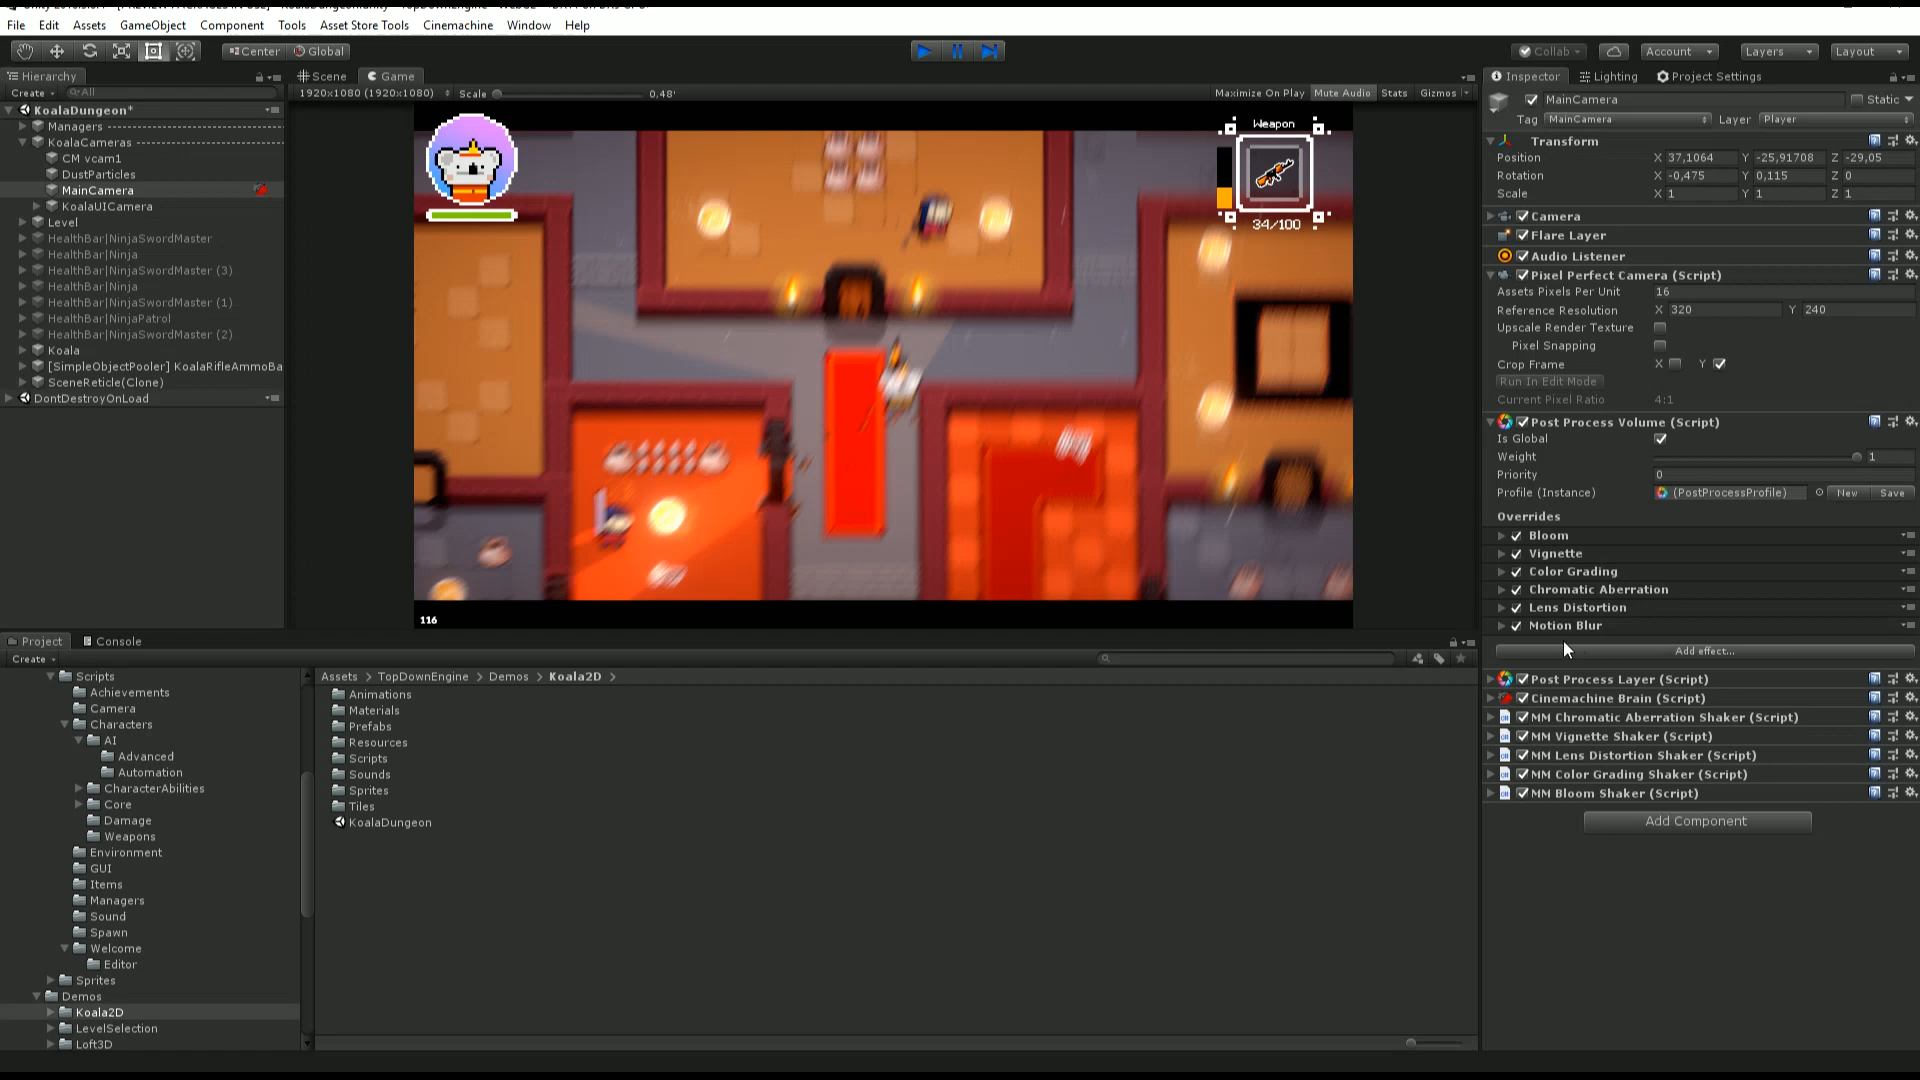 File Edit Assets GameObject Component Tools Asset Store Tools Cinemachine Window Help
Center Global
Collab Account Layers Layout
Hierarchy
Create All
KoalaDungeon*
Managers
KoalaCameras
CM vcam1
DustParticles
MainCamera
KoalaUICamera
Level
HealthBar|NinjaSwordMaster
HealthBar|Ninja
HealthBar|NinjaSwordMaster (3)
HealthBar|Ninja
HealthBar|NinjaSwordMaster (1)
HealthBar|NinjaPatrol
HealthBar|NinjaSwordMaster (2)
Koala
[SimpleObjectPooler] KoalaRifleAmmoBa
SceneReticle(Clone)
DontDestroyOnLoad
Scene Game
1920x1080 (1920x1080) Scale 0,48' Maximize On Play Mute Audio Stats Gizmos
Weapon
34/100
116
Inspector Lighting Project Settings
MainCamera Static
Tag MainCamera Layer Player
Transform
Position X 37,1064 Y -25,91708 Z -29,05
Rotation X -0,475 Y 0,115 Z 0
Scale X 1 Y 1 Z 1
Camera
Flare Layer
Audio Listener
Pixel Perfect Camera (Script)
Assets Pixels Per Unit 16
Reference Resolution X 320 Y 240
Upscale Render Texture
Pixel Snapping
Crop Frame X Y
Run In Edit Mode
Current Pixel Ratio 4:1
Post Process Volume (Script)
Is Global
Weight 1
Priority 0
Profile (Instance) (PostProcessProfile) New Save
Overrides
Bloom
Vignette
Color Grading
Chromatic Aberration
Lens Distortion
Motion Blur
Add effect...
Post Process Layer (Script)
Cinemachine Brain (Script)
MM Chromatic Aberration Shaker (Script)
MM Vignette Shaker (Script)
MM Lens Distortion Shaker (Script)
MM Color Grading Shaker (Script)
MM Bloom Shaker (Script)
Add Component
Project Console
Create
Scripts
Achievements
Camera
Characters
AI
Advanced
Automation
CharacterAbilities
Core
Damage
Weapons
Environment
GUI
Items
Managers
Sound
Spawn
Welcome
Editor
Sprites
Demos
Koala2D
LevelSelection
Loft3D
Assets > TopDownEngine > Demos > Koala2D >
Animations
Materials
Prefabs
Resources
Scripts
Sounds
Sprites
Tiles
KoalaDungeon